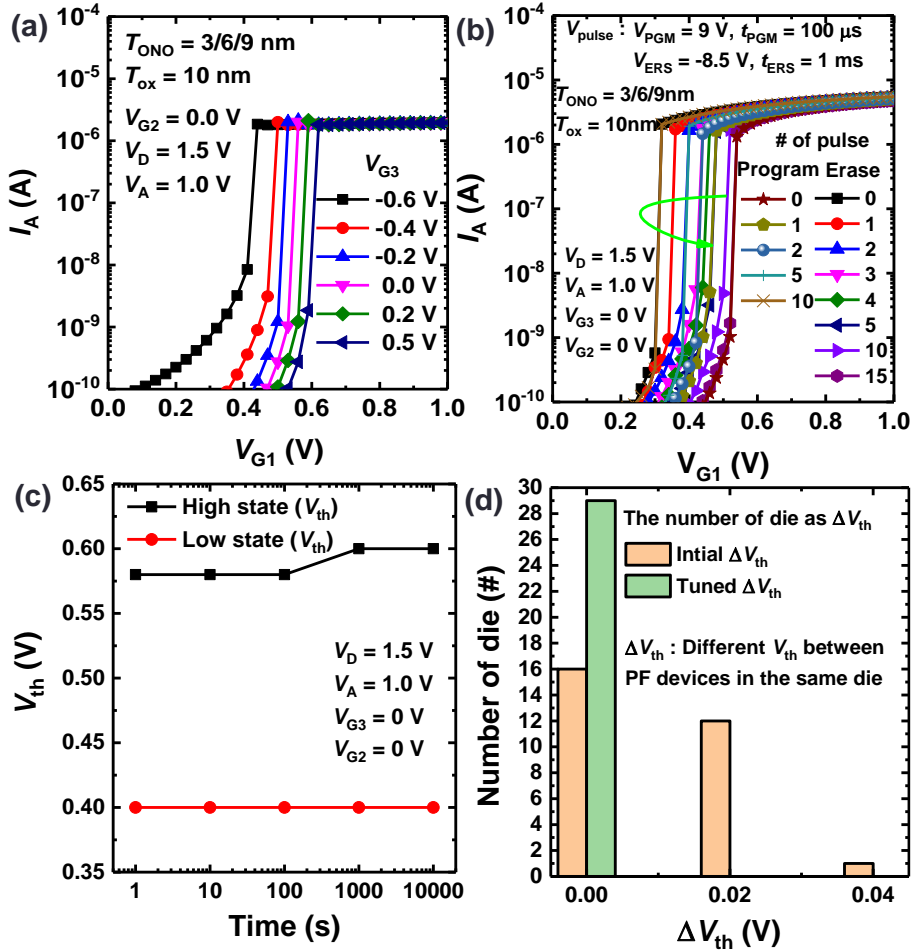 (a)
T_ONO = 3/6/9 nm
T_ox = 10 nm
V_G2 = 0.0 V
V_D = 1.5 V
V_A = 1.0 V
V_G3
-0.6 V
-0.4 V
-0.2 V
0.0 V
0.2 V
0.5 V
10^-4
10^-5
10^-6
10^-7
10^-8
10^-9
10^-10
I_A (A)
0.0 0.2 0.4 0.6 0.8 1.0
V_G1 (V)
(b)
V_pulse : V_PGM = 9 V, t_PGM = 100 µs
V_ERS = -8.5 V, t_ERS = 1 ms
T_ONO = 3/6/9nm
T_ox = 10nm
# of pulse
Program Erase
0 0
1 1
2 2
5 3
10 4
5
10
15
V_D = 1.5 V
V_A = 1.0 V
V_G3 = 0 V
V_G2 = 0 V
10^-4
10^-5
10^-6
10^-7
10^-8
10^-9
10^-10
I_A (A)
0.0 0.2 0.4 0.6 0.8 1.0
V_G1 (V)
(c)
High state (V_th)
Low state (V_th)
V_D = 1.5 V
V_A = 1.0 V
V_G3 = 0 V
V_G2 = 0 V
0.65
0.60
0.55
0.50
0.45
0.40
0.35
V_th (V)
1 10 100 1000 10000
Time (s)
(d)
The number of die as ΔV_th
Intial ΔV_th
Tuned ΔV_th
ΔV_th : Different V_th between
PF devices in the same die
30
28
26
24
22
20
18
16
14
12
10
8
6
4
2
0
Number of die (#)
0.00 0.02 0.04
ΔV_th (V)